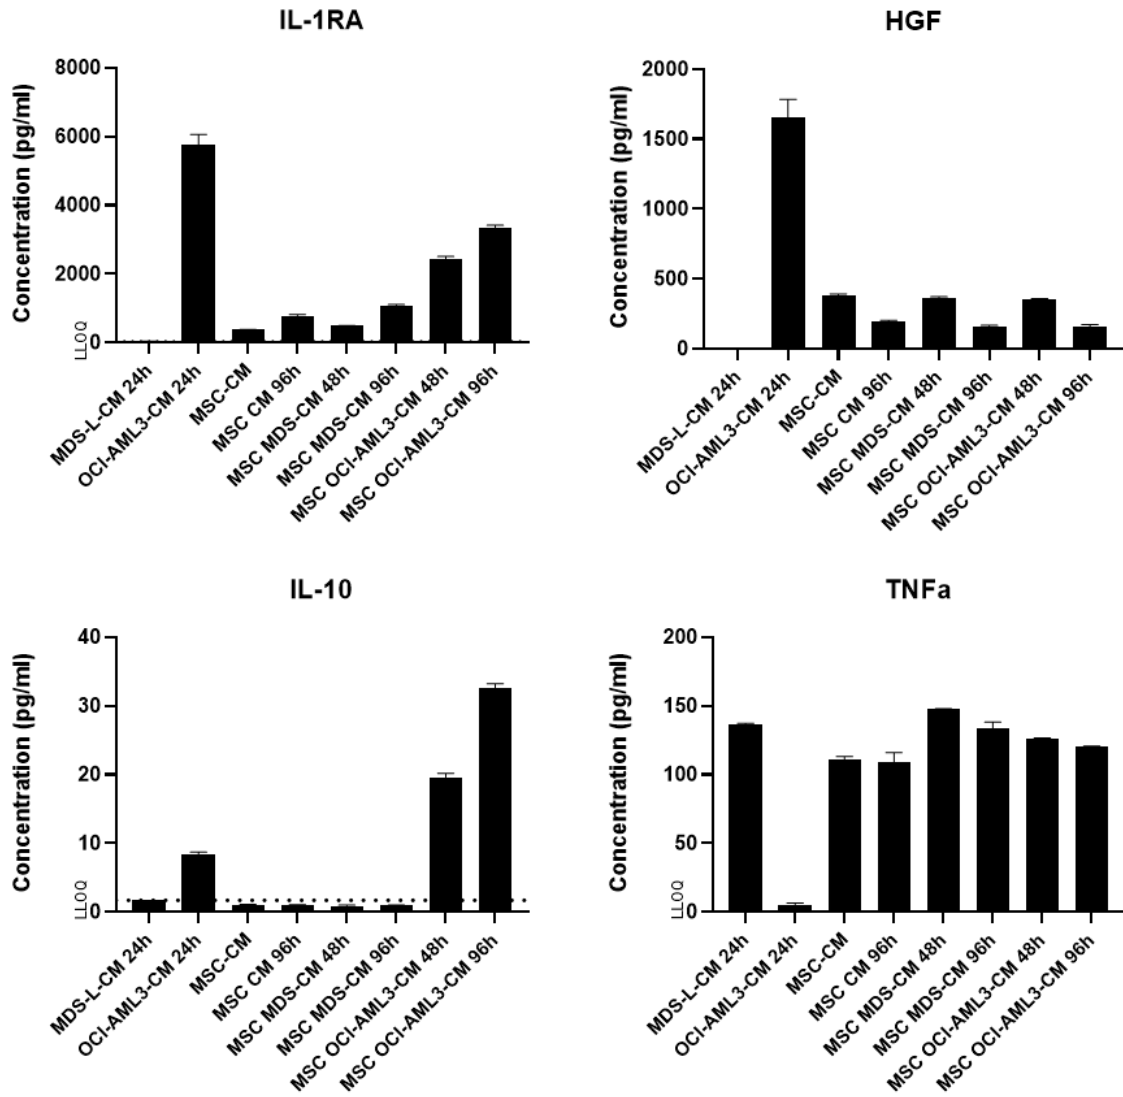 IL-1RA
Concentration (pg/ml)
8000
6000
4000
2000
0
LLOQ
MDS-L-CM 24h
OCI-AML3-CM 24h
MSC-CM
MSC CM 96h
MSC MDS-CM 48h
MSC MDS-CM 96h
MSC OCI-AML3-CM 48h
MSC OCI-AML3-CM 96h
HGF
Concentration (pg/ml)
2000
1500
1000
500
0
MDS-L-CM 24h
OCI-AML3-CM 24h
MSC-CM
MSC CM 96h
MSC MDS-CM 48h
MSC MDS-CM 96h
MSC OCI-AML3-CM 48h
MSC OCI-AML3-CM 96h
IL-10
Concentration (pg/ml)
40
30
20
10
0
LLOQ
MDS-L-CM 24h
OCI-AML3-CM 24h
MSC-CM
MSC CM 96h
MSC MDS-CM 48h
MSC MDS-CM 96h
MSC OCI-AML3-CM 48h
MSC OCI-AML3-CM 96h
TNFa
Concentration (pg/ml)
200
150
100
50
0
LLOQ
MDS-L-CM 24h
OCI-AML3-CM 24h
MSC-CM
MSC CM 96h
MSC MDS-CM 48h
MSC MDS-CM 96h
MSC OCI-AML3-CM 48h
MSC OCI-AML3-CM 96h